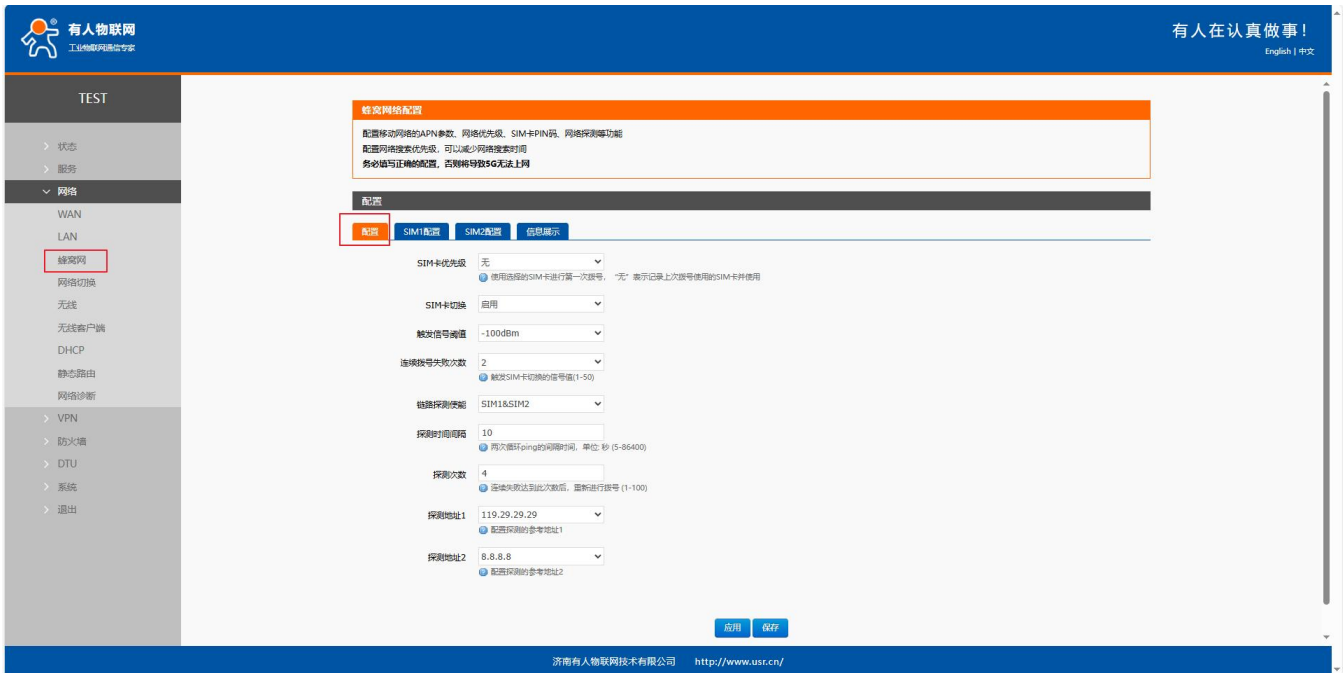 有人物联网
工业物联网通信专家
有人在认真做事！
English | 中文
TEST
状态
服务
网络
WAN
LAN
蜂窝网
网络切换
无线
无线客户端
DHCP
静态路由
网络诊断
VPN
防火墙
DTU
系统
退出
蜂窝网络配置
配置移动网络的APN参数、网络优先级、SIM卡PIN码、网络探测等功能
配置网络搜索优先级，可以减少网络搜索时间
务必填写正确的配置，否则将导致5G无法上网
配置
配置 SIM1配置 SIM2配置 信息展示
SIM卡优先级 无
使用选择的SIM卡进行第一次拨号， “无”表示记录上次拨号使用的SIM卡并使用
SIM卡切换 启用
触发信号阈值 -100dBm
连续拨号失败次数 2
触发SIM卡切换的信号值(1-50)
链路探测使能 SIM1&SIM2
探测时间间隔 10
两次循环ping的间隔时间，单位: 秒 (5-86400)
探测次数 4
连续失败达到此次数后，重新进行拨号 (1-100)
探测地址1 119.29.29.29
配置探测的参考地址1
探测地址2 8.8.8.8
配置探测的参考地址2
应用 保存
济南有人物联网技术有限公司 http://www.usr.cn/